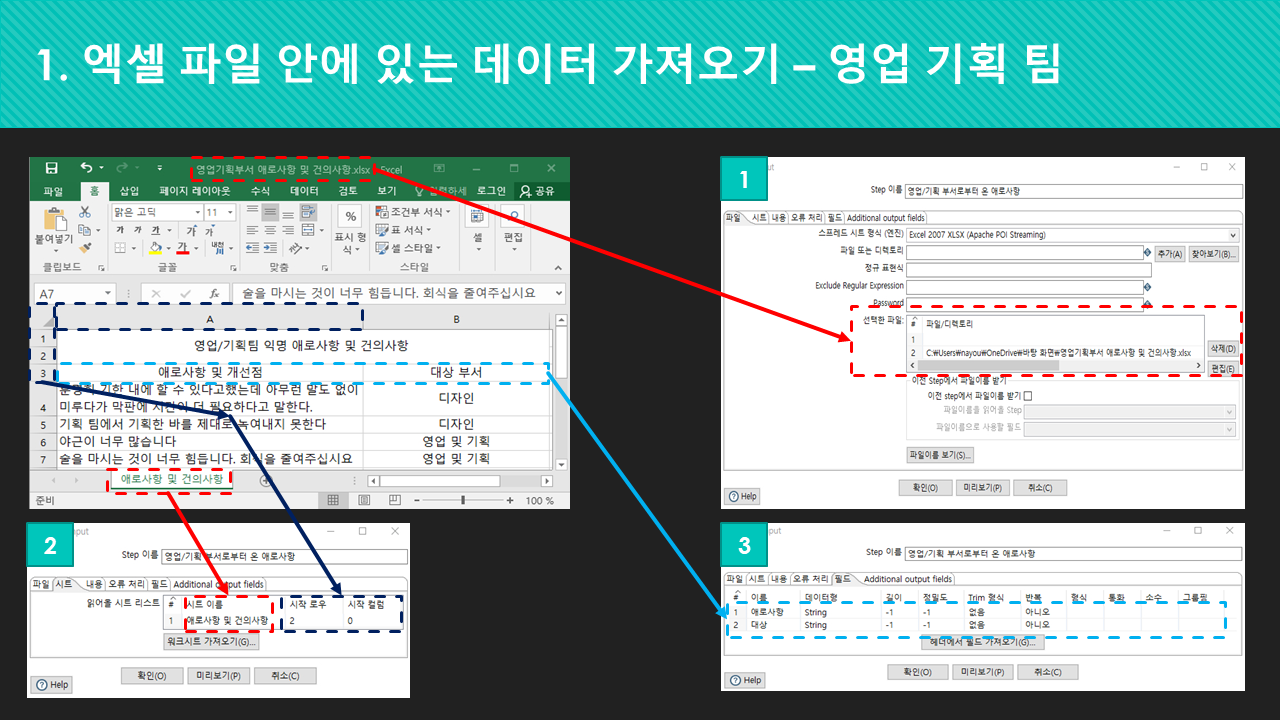 1. 엑셀 파일 안에 있는 데이터 가져오기 – 영업 기획 팀
영업기획부서 애로사항 및 건의사항.xlsx - Excel
파일 홈 삽입 페이지 레이아웃 수식 데이터 검토 보기 로그인 공유
맑은 고딕 11
붙여넣기
가 가 가 가 가
가 내천
% 표시 형식
조건부 서식
표 서식
셀 스타일
셀 편집
클립보드 글꼴 맞춤 스타일
A7 fx 술을 마시는 것이 너무 힘듭니다. 회식을 줄여주십시요
A B
1 영업/기획팀 익명 애로사항 및 건의사항
2
3 애로사항 및 개선점 대상 부서
4 분명히 기한 내에 할 수 있다고했는데 아무런 말도 없이
미루다가 막판에 시간이 더 필요하다고 말한다. 디자인
5 기획 팀에서 기획한 바를 제대로 녹여내지 못한다 디자인
6 야근이 너무 많습니다 영업 및 기획
7 술을 마시는 것이 너무 힘듭니다. 회식을 줄여주십시요 영업 및 기획
애로사항 및 건의사항
준비 100 %
1
put
Step 이름 영업/기획 부서로부터 온 애로사항
파일 시트 내용 오류 처리 필드 Additional output fields
스프레드 시트 형식 (엔진) Excel 2007 XLSX (Apache POI Streaming)
파일 또는 디렉토리 추가(A) 찾아보기(B)...
정규 표현식
Exclude Regular Expression
Password
선택한 파일: # 파일/디렉토리
1
2 C:₩Users₩nayou₩OneDrive₩바탕 화면₩영업기획부서 애로사항 및 건의사항.xlsx
삭제(D)
편집(E)
이전 Step에서 파일이름 받기
이전 step에서 파일이름 받기
파일이름을 읽어올 Step
파일이름으로 사용할 필드
파일이름 보기(S)...
Help 확인(O) 미리보기(P) 취소(C)
2
put
Step 이름 영업/기획 부서로부터 온 애로사항
파일 시트 내용 오류 처리 필드 Additional output fields
읽어올 시트 리스트 # 시트 이름 시작 로우 시작 컬럼
1 애로사항 및 건의사항 2 0
워크시트 가져오기(G)...
확인(O) 미리보기(P) 취소(C)
Help
3
put
Step 이름 영업/기획 부서로부터 온 애로사항
파일 시트 내용 오류 처리 필드 Additional output fields
# 이름 데이터형 길이 정밀도 Trim 형식 반복 형식 통화 소수 그룹핑
1 애로사항 String -1 -1 없음 아니오
2 대상 String -1 -1 없음 아니오
헤더에서 필드 가져오기(G)...
확인(O) 미리보기(P) 취소(C)
Help